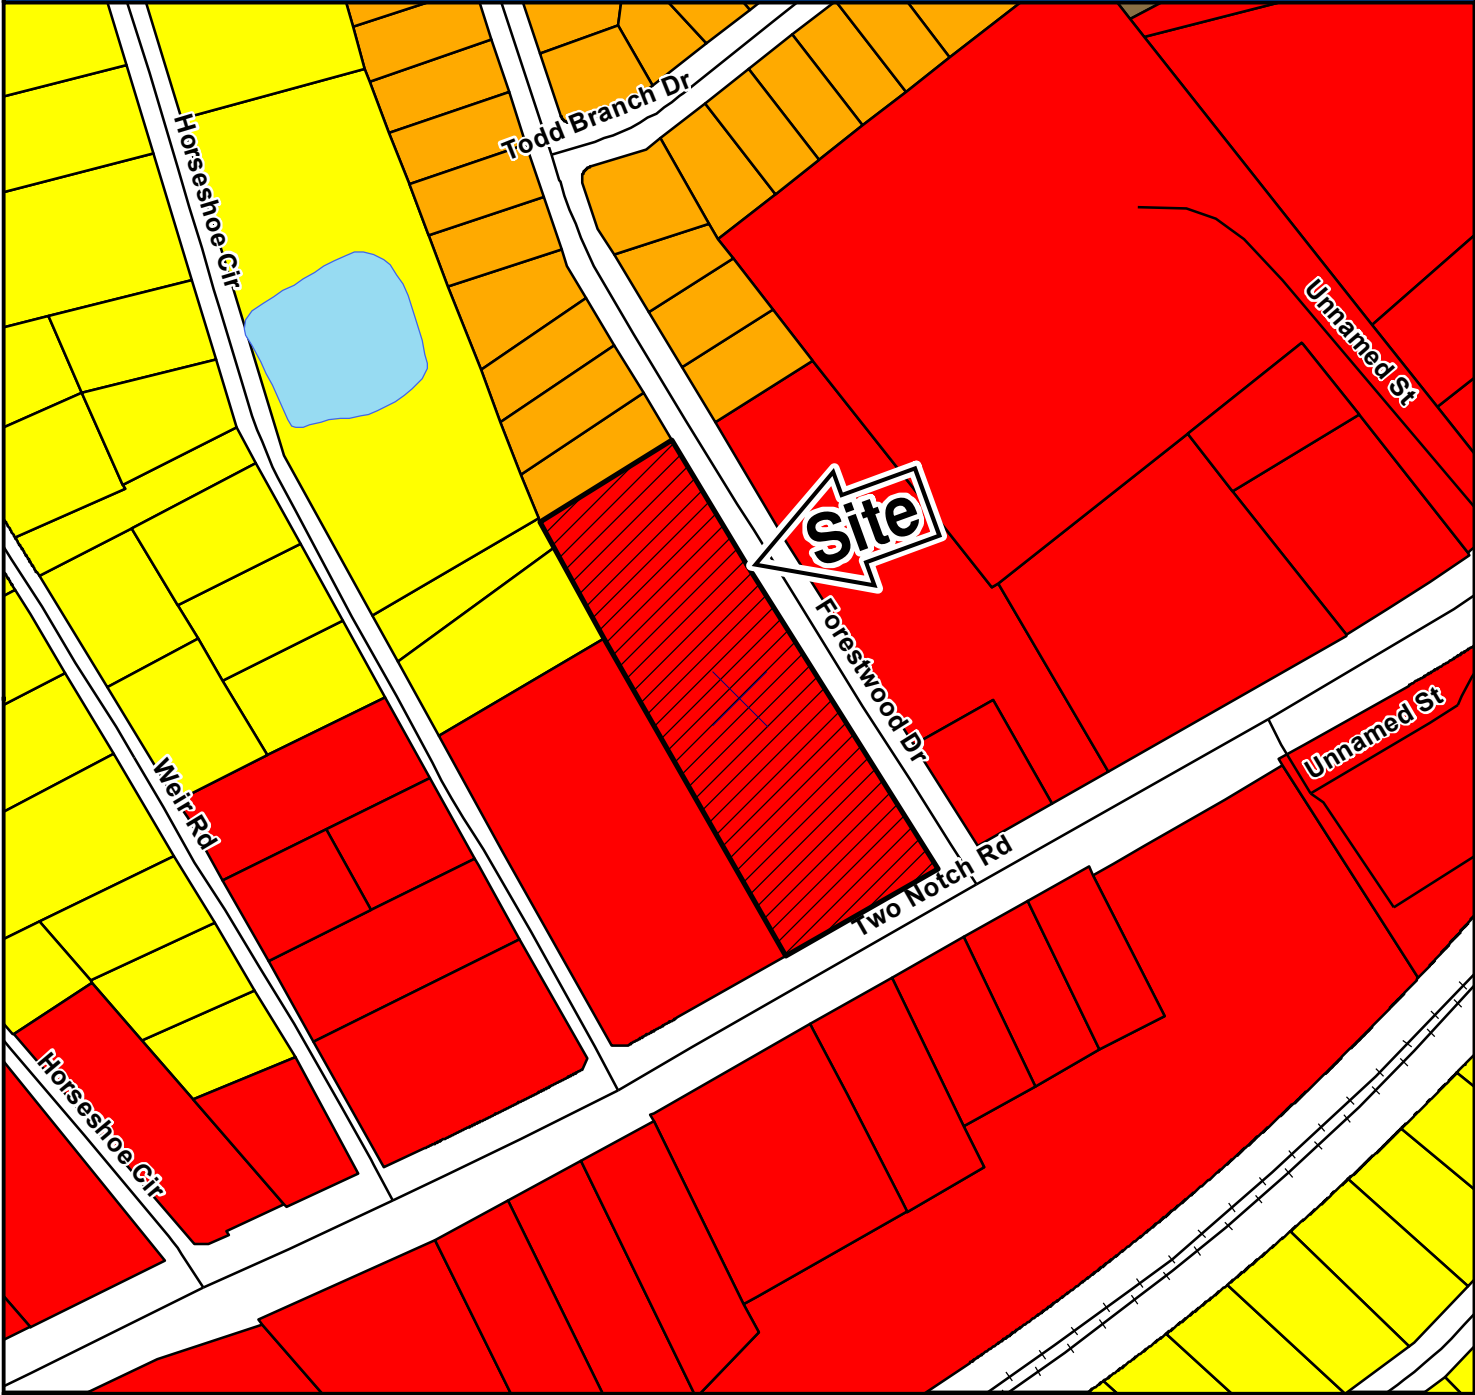 Todd Branch Dr
Horseshoe Cir
Unnamed St
Site
Forestwood Dr
Unnamed St
Weir Rd
Two Notch Rd
Horseshoe Cir